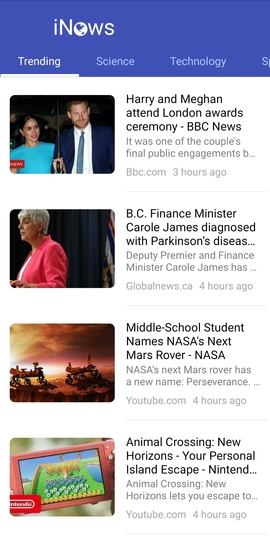 iNews
Trending Science Technology Sp
Harry and Meghan
attend London awards
ceremony - BBC News
It was one of the couple's
final public engagements b...
Bbc.com 3 hours ago
NEWS
B.C. Finance Minister
Carole James diagnosed
with Parkinson's diseas...
Deputy Premier and Finance
Minister Carole James has ...
Globalnews.ca 4 hours ago
Middle-School Student
Names NASA's Next
Mars Rover - NASA
NASA's next Mars rover has
a new name: Perseverance. ...
Youtube.com 4 hours ago
Animal Crossing: New
Horizons - Your Personal
Island Escape - Nintend...
Animal Crossing: New
Horizons lets you escape to...
Youtube.com 4 hours ago
Nintendo